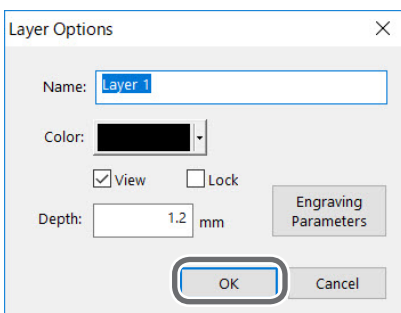 Layer Options
Name: Layer 1
Color:
View Lock
Depth: 1.2 mm
Engraving
Parameters
OK Cancel